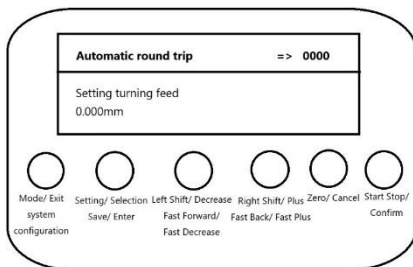 Automatic round trip => 0000
Setting turning feed
0.000mm
Mode/ Exit
system
configuration
Setting/ Selection
Save/ Enter
Left Shift/ Decrease
Fast Forward/
Fast Decrease
Right Shift/ Plus
Fast Back/ Fast Plus
Zero/ Cancel
Start Stop/
Confirm